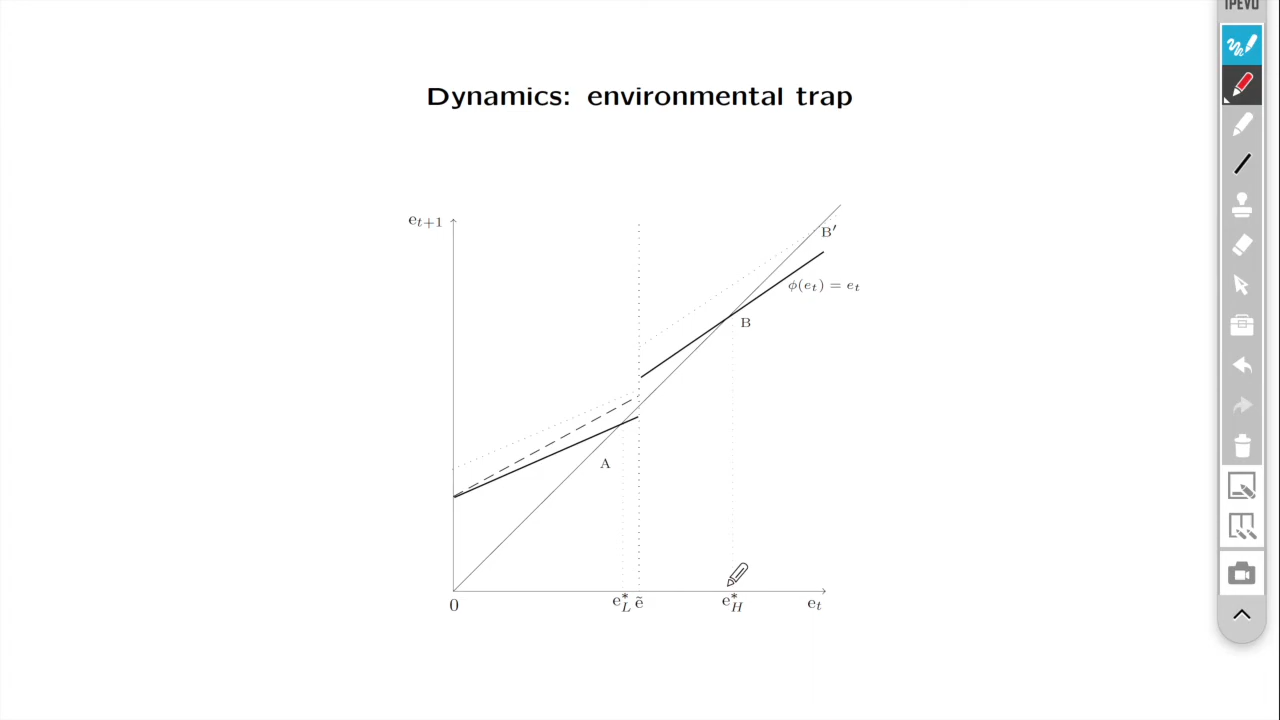 IPEVO
Dynamics: environmental trap
e_{t+1}
B′
ϕ(e_t) = e_t
B
A
0
e*_L
ẽ
e*_H
e_t